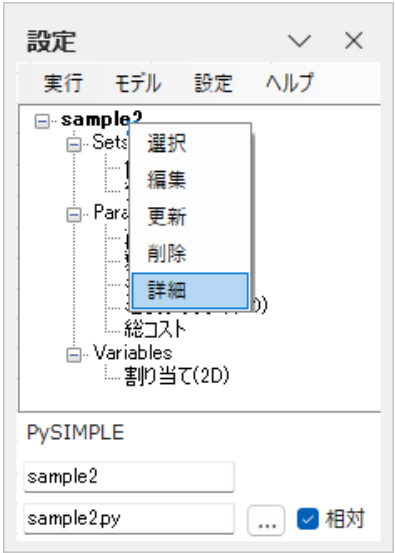 設定
実行 モデル 設定 ヘルプ
sample2
Sets
選択
編集
更新
Para
削除
詳細
総コスト
Variables
割り当て(2D)
PySIMPLE
sample2
sample2.py ... 相対